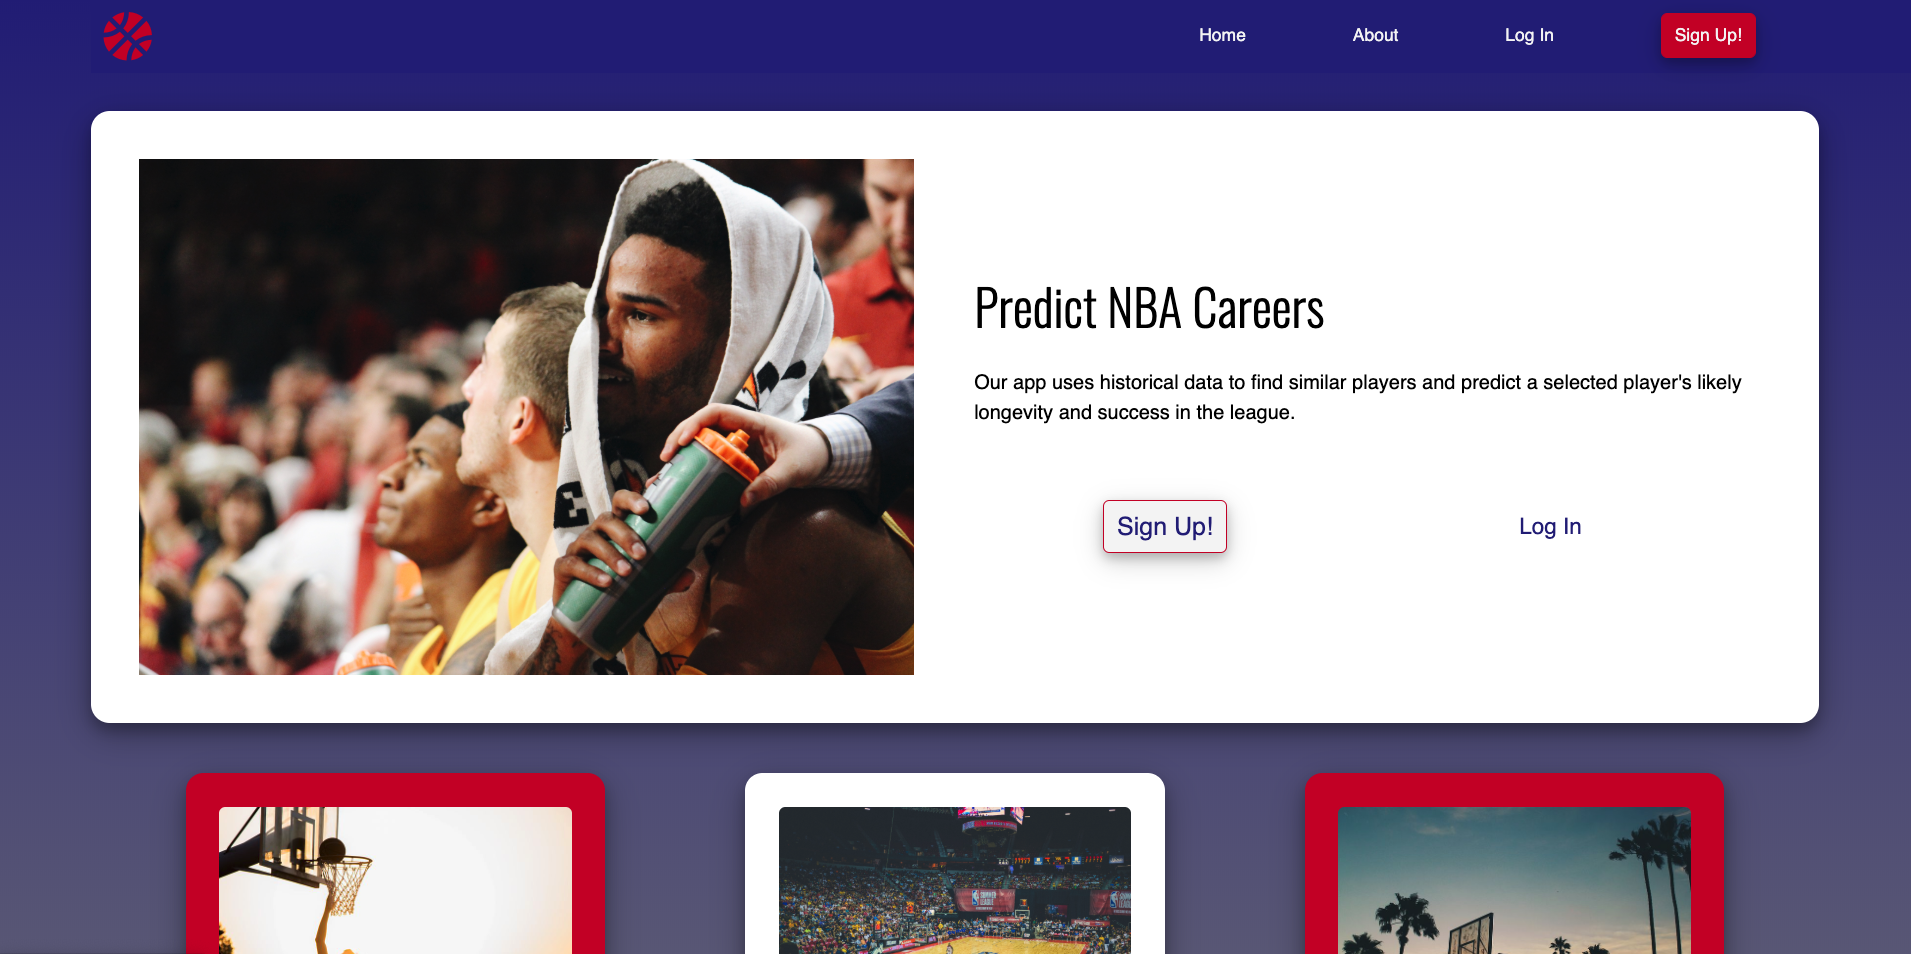 Home
About
Log In
Sign Up!
Predict NBA Careers
Our app uses historical data to find similar players and predict a selected player's likely
longevity and success in the league.
Sign Up!
Log In